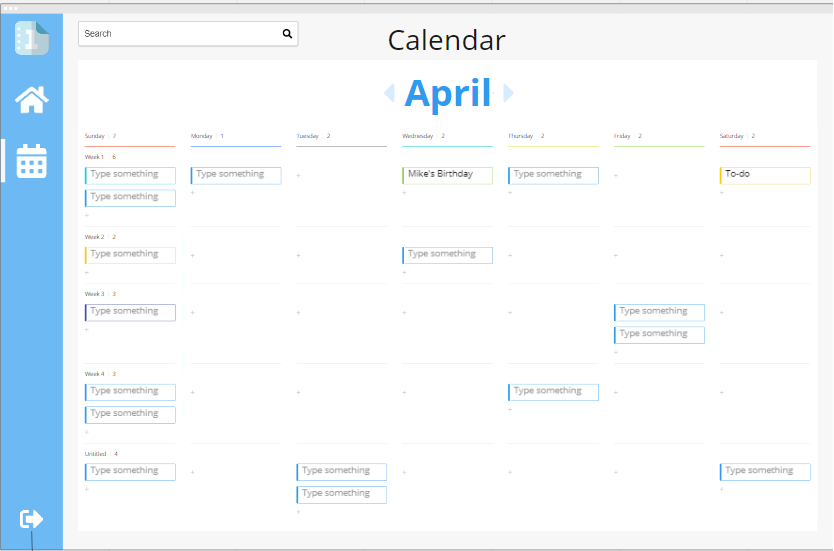 1
Search
Calendar
April
Sunday 7 Monday 1 Tuesday 2 Wednesday 2 Thursday 2 Friday 2 Saturday 2
Week 1 6
Type something Type something + Mike's Birthday Type something + To-do
Type something + + + +
+
Week 2 2
Type something + + Type something + + +
+ +
Week 3 3
Type something + + + + Type something +
+ Type something
+
Week 4 3
Type something + + + Type something + +
Type something +
+
Untitled 4
Type something + Type something + + + Type something
+ Type something +
+